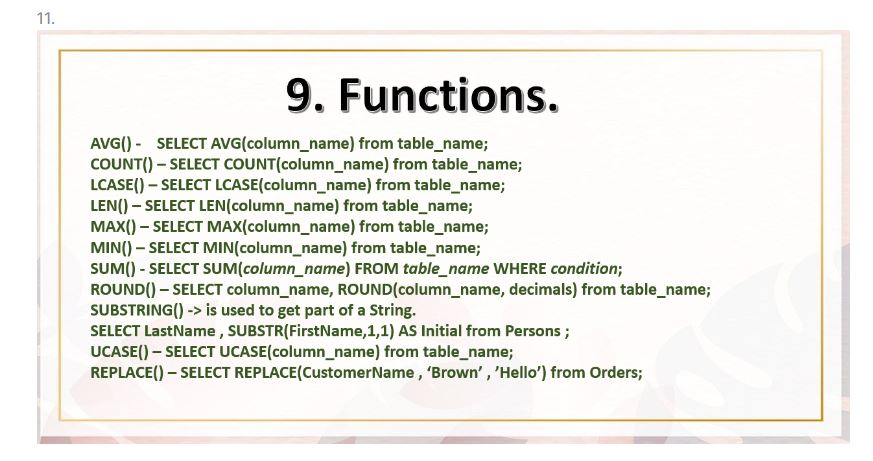 11.
9. Functions.
AVG() -   SELECT AVG(column_name) from table_name;
COUNT() – SELECT COUNT(column_name) from table_name;
LCASE() – SELECT LCASE(column_name) from table_name;
LEN() – SELECT LEN(column_name) from table_name;
MAX() – SELECT MAX(column_name) from table_name;
MIN() – SELECT MIN(column_name) from table_name;
SUM() - SELECT SUM(column_name) FROM table_name WHERE condition;
ROUND() – SELECT column_name, ROUND(column_name, decimals) from table_name;
SUBSTRING() -> is used to get part of a String.
SELECT LastName , SUBSTR(FirstName,1,1) AS Initial from Persons ;
UCASE() – SELECT UCASE(column_name) from table_name;
REPLACE() – SELECT REPLACE(CustomerName , ‘Brown’ , ’Hello’) from Orders;